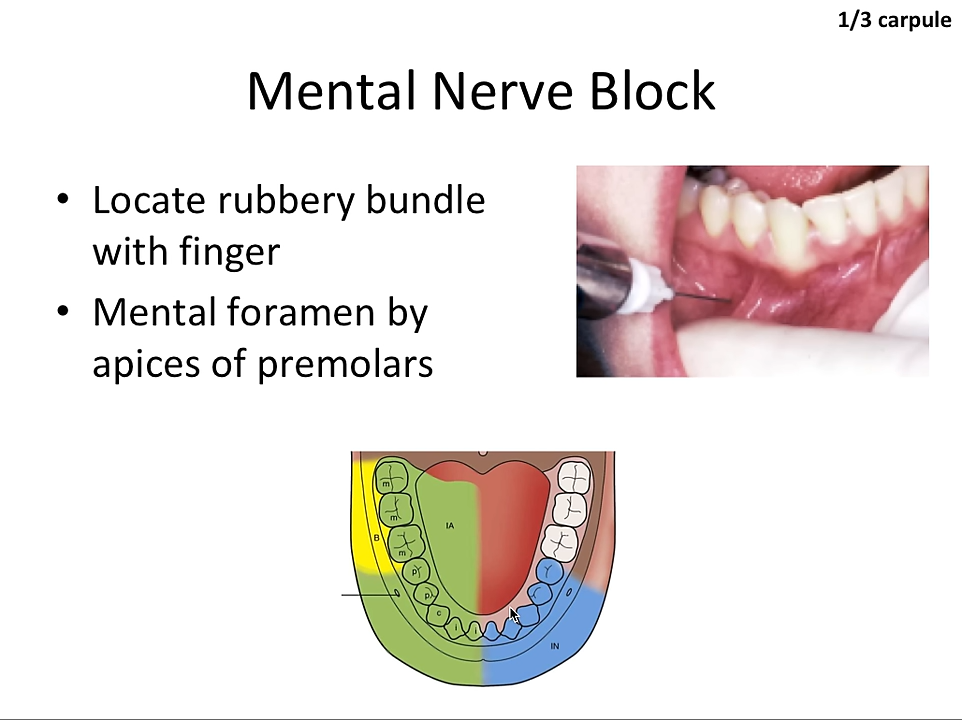 1/3 carpule
Mental Nerve Block
• Locate rubbery bundle
with finger
• Mental foramen by
apices of premolars
m
m
IA
B
m
p
p
c
i
i
IN